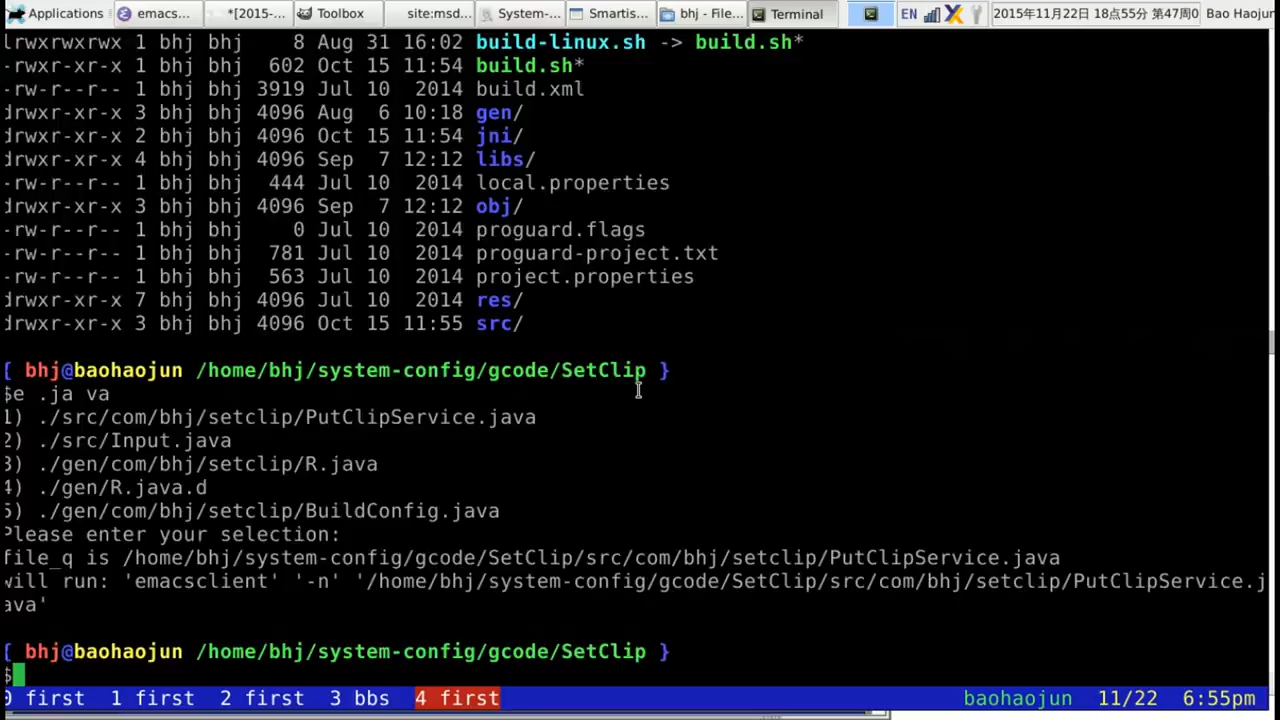 Applications emacs... *[2015-... Toolbox site:msd... System-... Smartis... bhj - File... Terminal EN 2015年11月22日 18点55分 第47周0 Bao Haojun
lrwxrwxrwx 1 bhj bhj 8 Aug 31 16:02 build-linux.sh -> build.sh*
-rwxr-xr-x 1 bhj bhj 602 Oct 15 11:54 build.sh*
-rw-r--r-- 1 bhj bhj 3919 Jul 10 2014 build.xml
drwxr-xr-x 3 bhj bhj 4096 Aug 6 10:18 gen/
drwxr-xr-x 2 bhj bhj 4096 Oct 15 11:54 jni/
drwxr-xr-x 4 bhj bhj 4096 Sep 7 12:12 libs/
-rw-r--r-- 1 bhj bhj 444 Jul 10 2014 local.properties
drwxr-xr-x 3 bhj bhj 4096 Sep 7 12:12 obj/
-rw-r--r-- 1 bhj bhj 0 Jul 10 2014 proguard.flags
-rw-r--r-- 1 bhj bhj 781 Jul 10 2014 proguard-project.txt
-rw-r--r-- 1 bhj bhj 563 Jul 10 2014 project.properties
drwxr-xr-x 7 bhj bhj 4096 Jul 10 2014 res/
drwxr-xr-x 3 bhj bhj 4096 Oct 15 11:55 src/
{ bhj@baohaojun /home/bhj/system-config/gcode/SetClip }
$e .ja va
1) ./src/com/bhj/setclip/PutClipService.java
2) ./src/Input.java
3) ./gen/com/bhj/setclip/R.java
4) ./gen/R.java.d
5) ./gen/com/bhj/setclip/BuildConfig.java
Please enter your selection:
file_q is /home/bhj/system-config/gcode/SetClip/src/com/bhj/setclip/PutClipService.java
will run: 'emacsclient' '-n' '/home/bhj/system-config/gcode/SetClip/src/com/bhj/setclip/PutClipService.j
ava'
{ bhj@baohaojun /home/bhj/system-config/gcode/SetClip }
$
0 first 1 first 2 first 3 bbs 4 first baohaojun 11/22 6:55pm